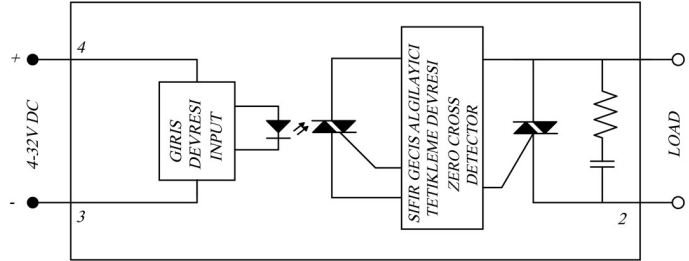 +
4
4-32V DC
-
3
GIRIS
DEVRESI
INPUT
SIFIR GECIS ALGILAYICI
TETIKLEME DEVRESI
ZERO CROSS
DETECTOR
2
LOAD